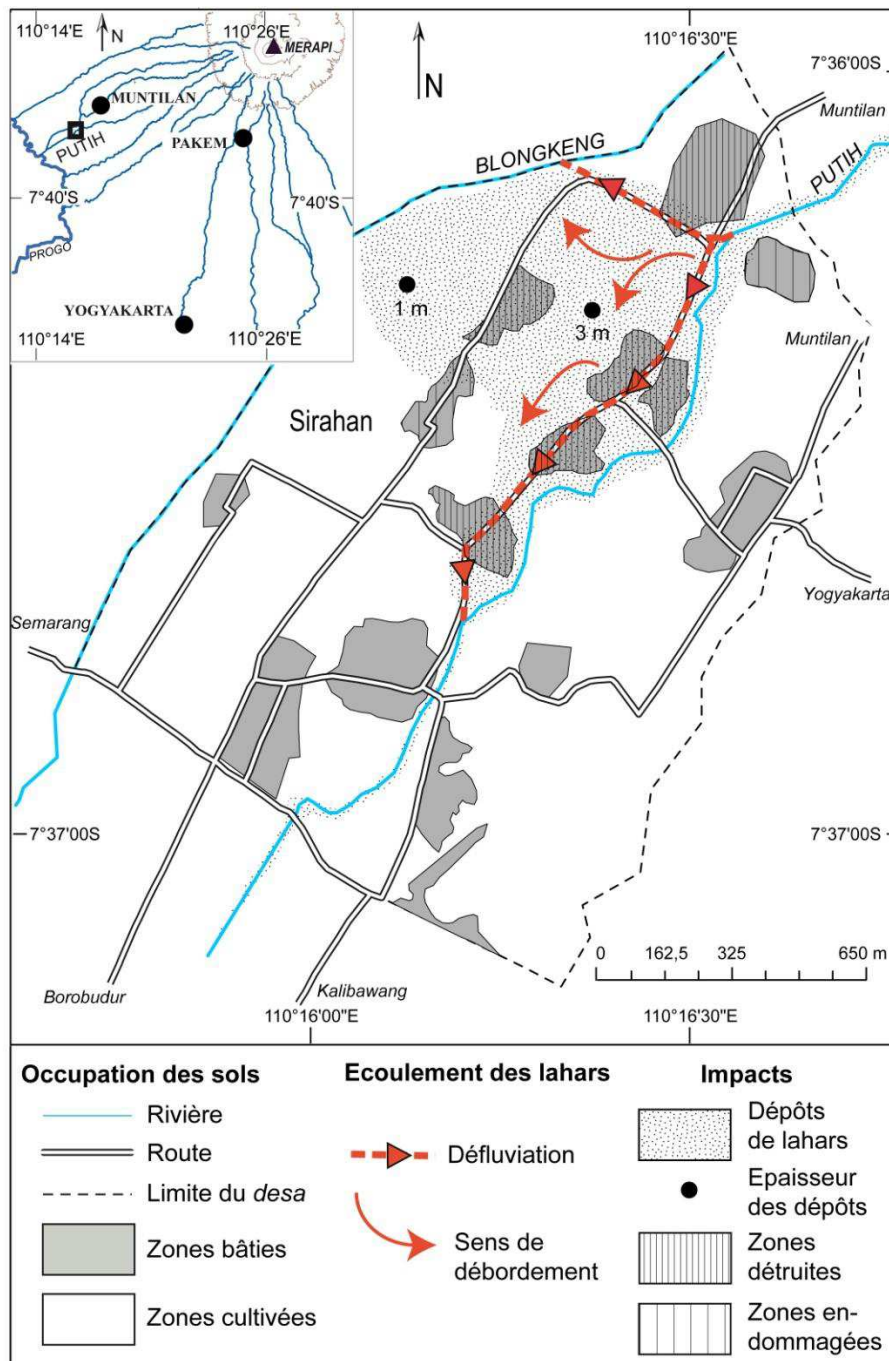 110°14'E
N
110°26'E
MERAPI
MUNTILAN
PUTIH
PAKEM
7°40'S
7°40'S
PROGO
YOGYAKARTA
110°14'E
110°26'E
N
110°16'30"E
7°36'00S
Muntilan
BLONGKENG
PUTIH
1 m
3 m
Muntilan
Sirahan
Semarang
Yogyakarta
7°37'00S
7°37'00S
0 162,5 325 650 m
Borobudur
Kalibawang
110°16'00"E
110°16'30"E
Occupation des sols
Rivière
Route
Limite du desa
Zones bâties
Zones cultivées
Ecoulement des lahars
Défluviation
Sens de
débordement
Impacts
Dépôts
de lahars
Epaisseur
des dépôts
Zones
détruites
Zones en-
dommagées